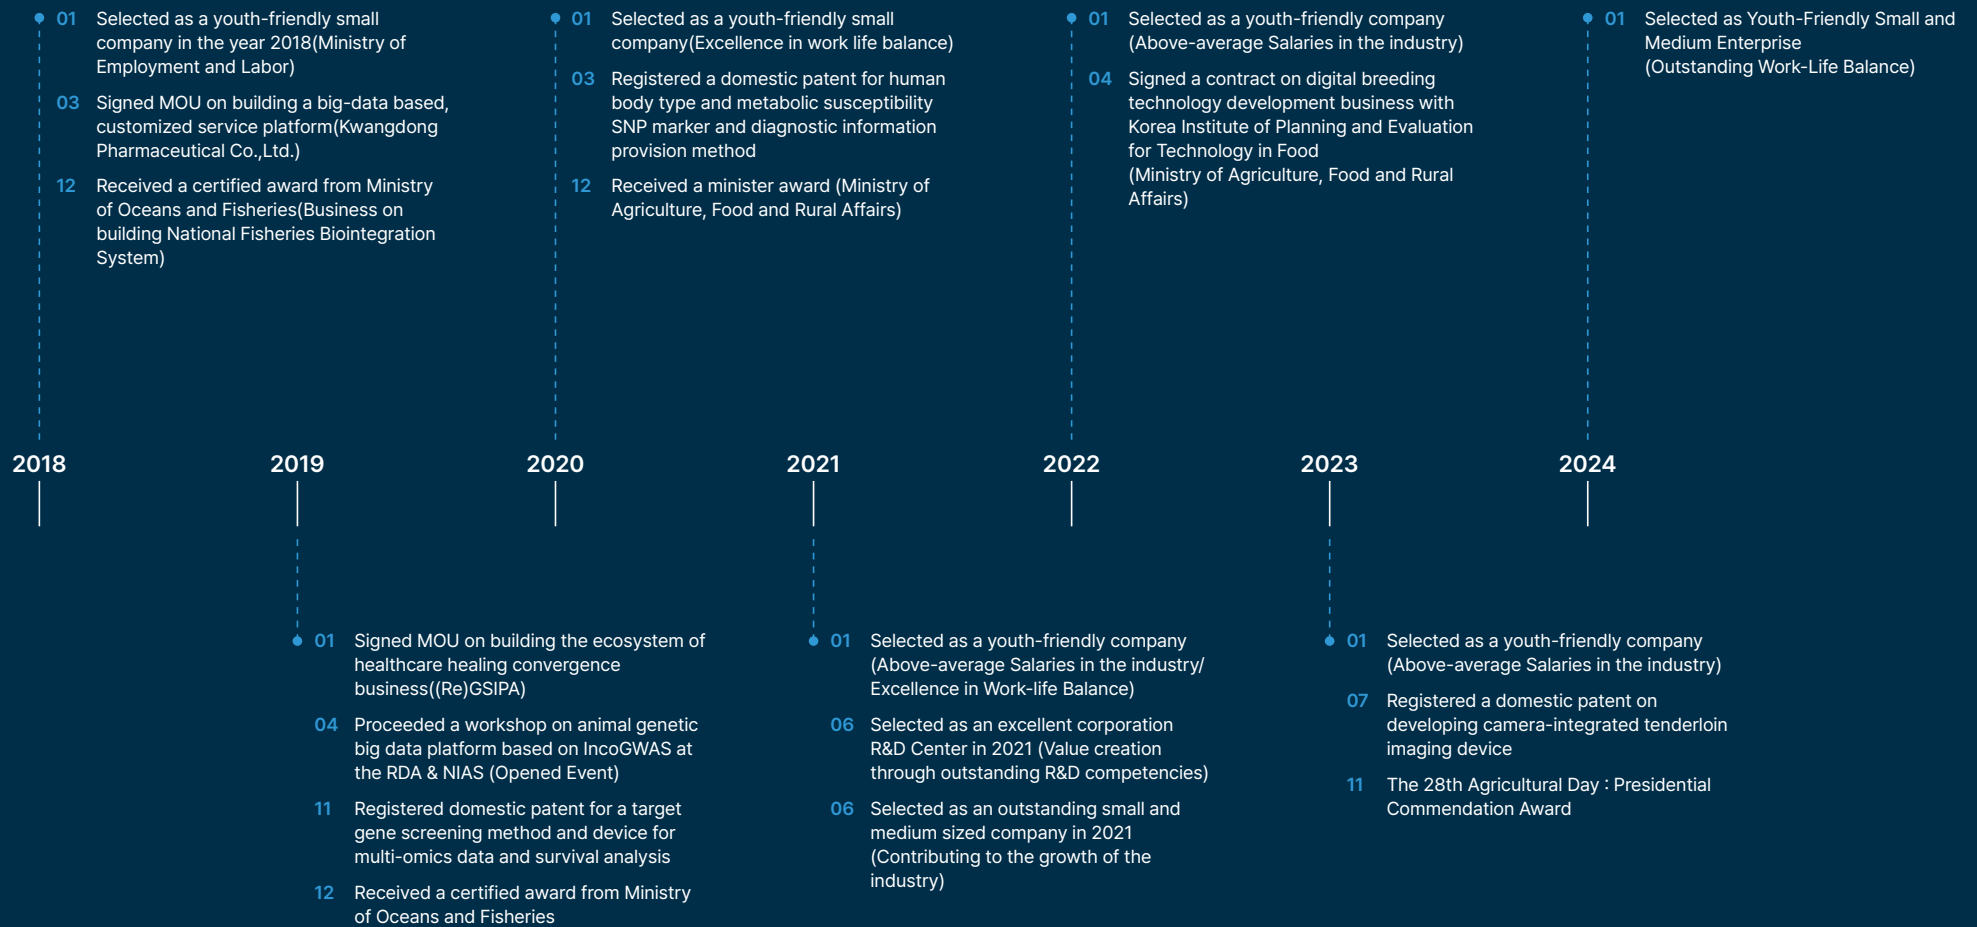 01 Selected as a youth-friendly small
company in the year 2018(Ministry of
Employment and Labor)
03 Signed MOU on building a big-data based,
customized service platform(Kwangdong
Pharmaceutical Co.,Ltd.)
12 Received a certified award from Ministry
of Oceans and Fisheries(Business on
building National Fisheries Biointegration
System)
01 Selected as a youth-friendly small
company(Excellence in work life balance)
03 Registered a domestic patent for human
body type and metabolic susceptibility
SNP marker and diagnostic information
provision method
12 Received a minister award (Ministry of
Agriculture, Food and Rural Affairs)
01 Selected as a youth-friendly company
(Above-average Salaries in the industry)
04 Signed a contract on digital breeding
technology development business with
Korea Institute of Planning and Evaluation
for Technology in Food
(Ministry of Agriculture, Food and Rural
Affairs)
01 Selected as Youth-Friendly Small and
Medium Enterprise
(Outstanding Work-Life Balance)
2018 2019 2020 2021 2022 2023 2024
01 Signed MOU on building the ecosystem of
healthcare healing convergence
business((Re)GSIPA)
04 Proceeded a workshop on animal genetic
big data platform based on IncoGWAS at
the RDA & NIAS (Opened Event)
11 Registered domestic patent for a target
gene screening method and device for
multi-omics data and survival analysis
12 Received a certified award from Ministry
of Oceans and Fisheries
01 Selected as a youth-friendly company
(Above-average Salaries in the industry/
Excellence in Work-life Balance)
06 Selected as an excellent corporation
R&D Center in 2021 (Value creation
through outstanding R&D competencies)
06 Selected as an outstanding small and
medium sized company in 2021
(Contributing to the growth of the
industry)
01 Selected as a youth-friendly company
(Above-average Salaries in the industry)
07 Registered a domestic patent on
developing camera-integrated tenderloin
imaging device
11 The 28th Agricultural Day : Presidential
Commendation Award